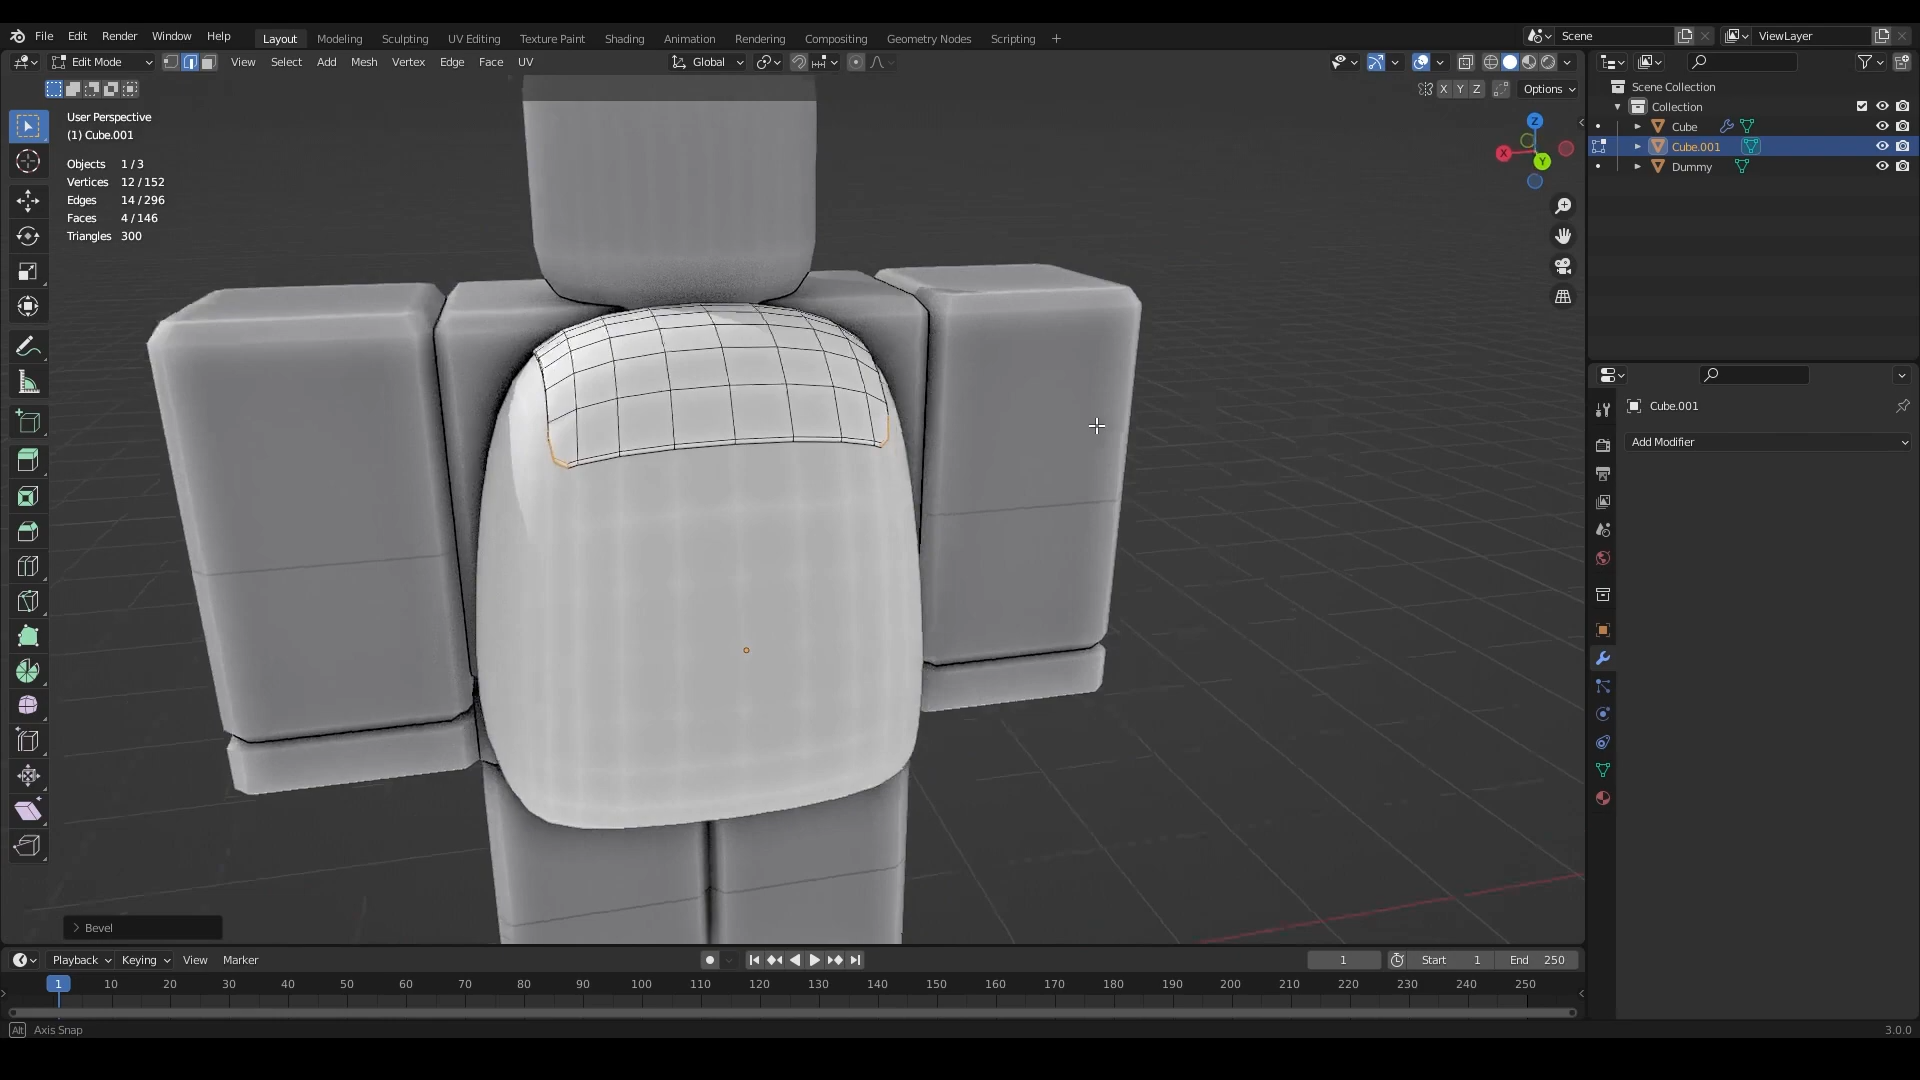 File Edit Render Window Help Layout Modeling Sculpting UV Editing Texture Paint Shading Animation Rendering Compositing Geometry Nodes Scripting + Scene ViewLayer
Edit Mode View Select Add Mesh Vertex Edge Face UV Global
X Y Z Options
User Perspective
(1) Cube.001
Objects 1 / 3
Vertices 12 / 152
Edges 14 / 296
Faces 4 / 146
Triangles 300
Z
X
Y
Scene Collection
Collection
Cube
Cube.001
Dummy
Cube.001
Add Modifier
Bevel
Playback Keying View Marker 1 Start 1 End 250
1 10 20 30 40 50 60 70 80 90 100 110 120 130 140 150 160 170 180 190 200 210 220 230 240 250
Alt Axis Snap 3.0.0